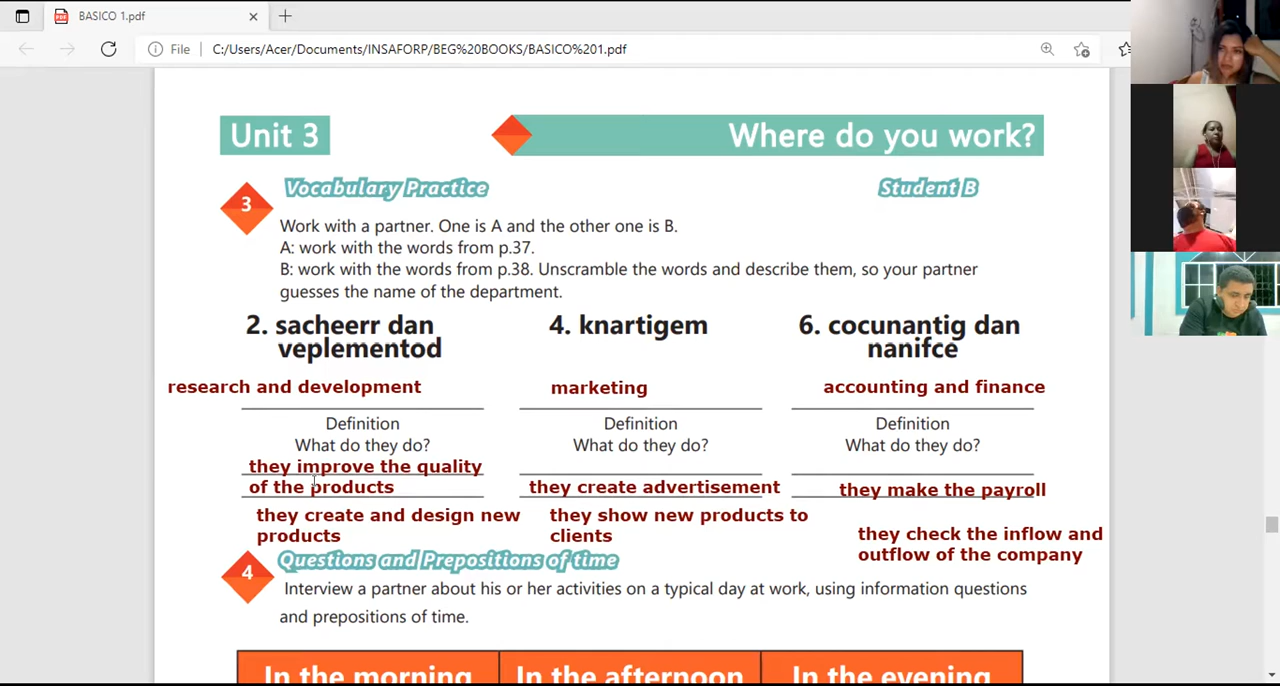 BASICO 1.pdf
File
C:/Users/Acer/Documents/INSAFORP/BEG%20BOOKS/BASICO%201.pdf
Unit 3
Where do you work?
3
Vocabulary Practice
Student B
Work with a partner. One is A and the other one is B.
A: work with the words from p.37.
B: work with the words from p.38. Unscramble the words and describe them, so your partner
guesses the name of the department.
2. sacheerr dan
veplementod
research and development
Definition
What do they do?
they improve the quality
of the products
they create and design new
products
4. knartigem
marketing
Definition
What do they do?
they create advertisement
they show new products to
clients
6. cocunantig dan
nanifce
accounting and finance
Definition
What do they do?
they make the payroll
they check the inflow and
outflow of the company
4
Questions and Prepositions of time
Interview a partner about his or her activities on a typical day at work, using information questions
and prepositions of time.
In the morning
In the afternoon
In the evening